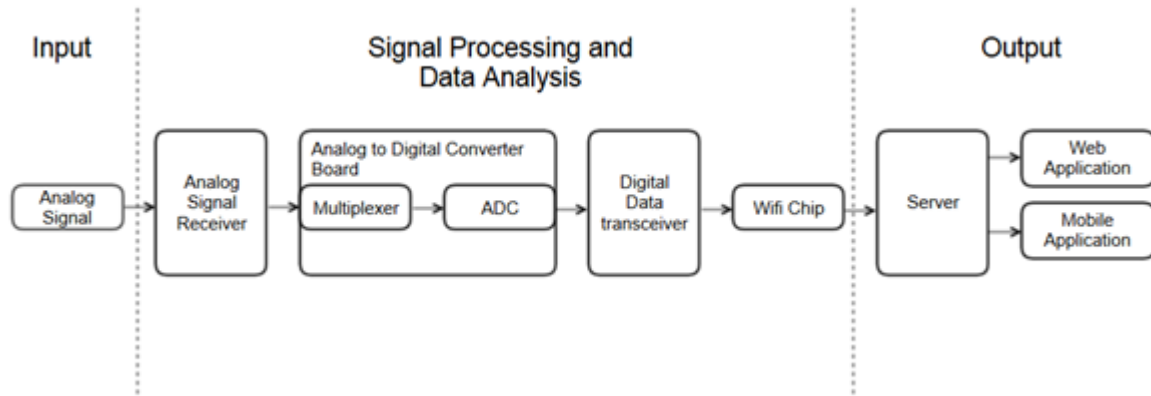 Input
Signal Processing and
Data Analysis
Output
Analog
Signal
Analog
Signal
Receiver
Analog to Digital Converter
Board
Multiplexer
ADC
Digital
Data
transceiver
Wifi Chip
Server
Web
Application
Mobile
Application